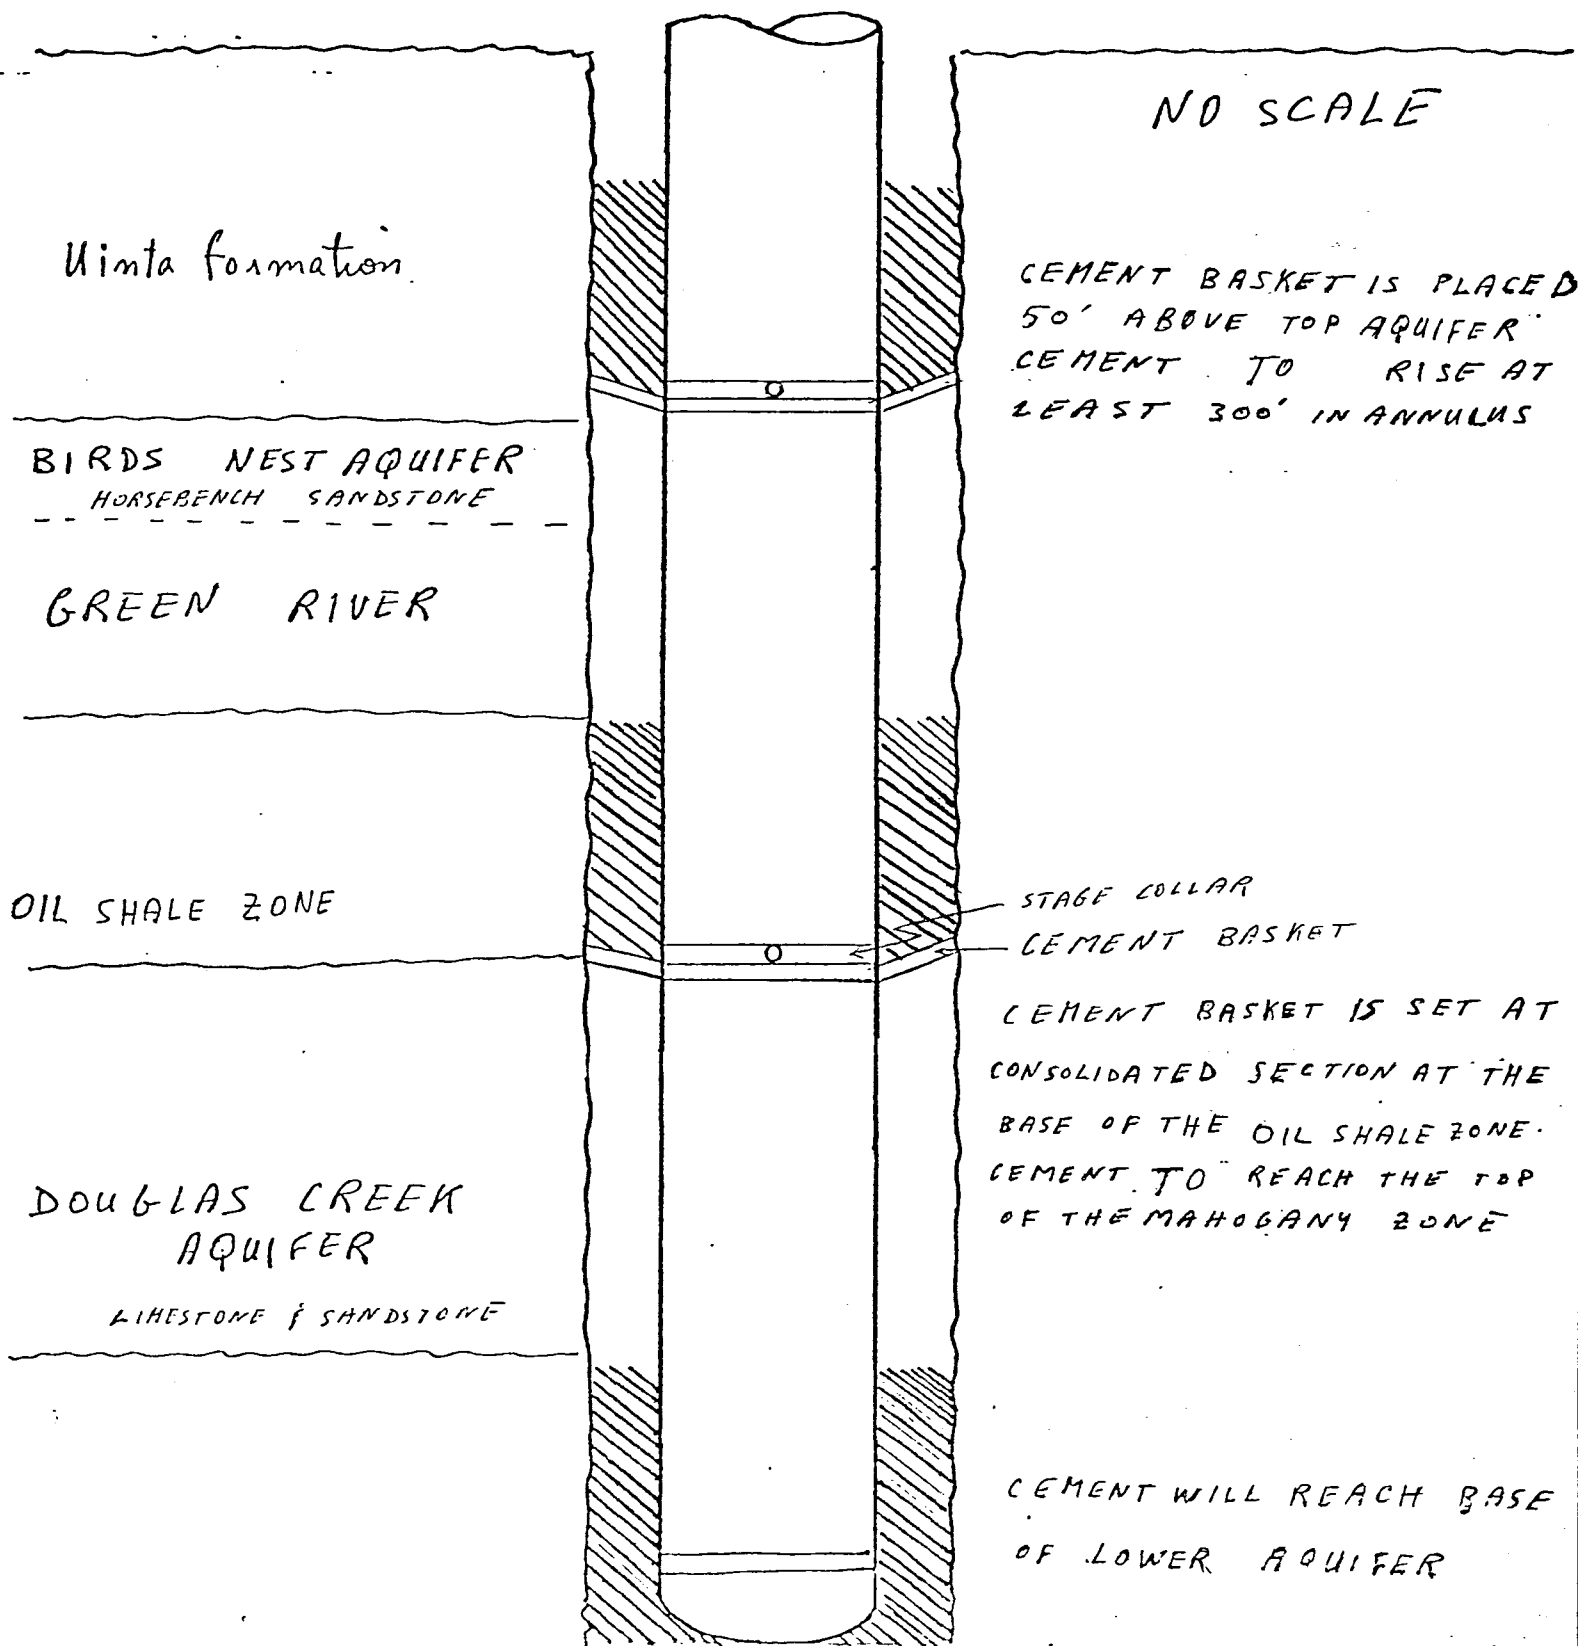 NO SCALE
Uinta formation
CEMENT BASKET IS PLACED
50' ABOVE TOP AQUIFER
CEMENT TO RISE AT
LEAST 300' IN ANNULUS
BIRDS NEST AQUIFER
HORSEBENCH SANDSTONE
GREEN RIVER
OIL SHALE ZONE
STAGE COLLAR
CEMENT BASKET
CEMENT BASKET IS SET AT
CONSOLIDATED SECTION AT THE
BASE OF THE OIL SHALE ZONE.
CEMENT TO REACH THE TOP
OF THE MAHOGANY ZONE
DOUGLAS CREEK
AQUIFER
LIMESTONE & SANDSTONE
CEMENT WILL REACH BASE
OF LOWER AQUIFER